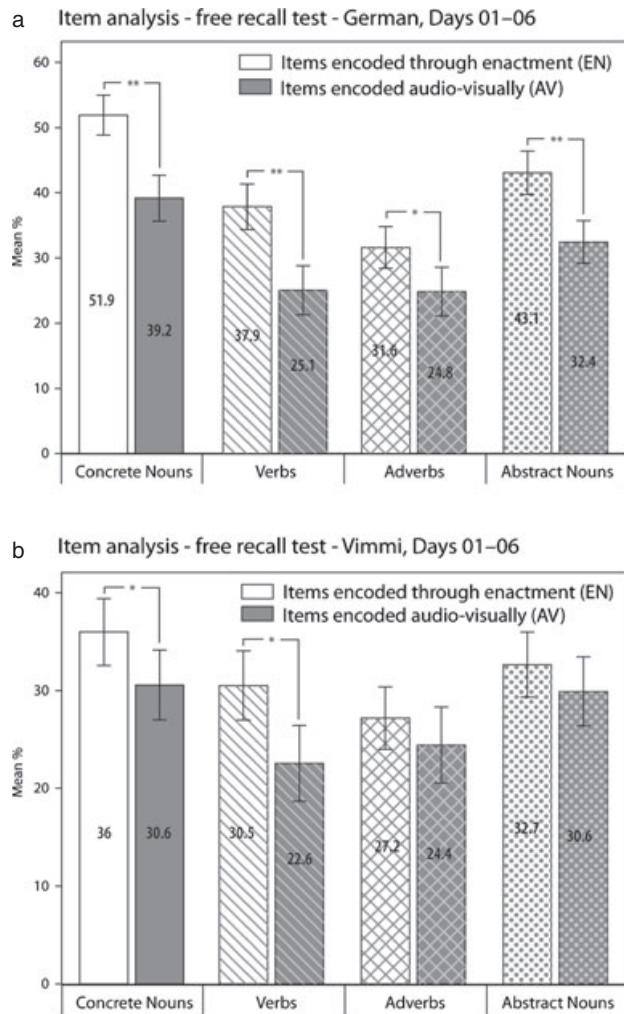 a
Item analysis - free recall test - German, Days 01–06
Items encoded through enactment (EN)
Items encoded audio-visually (AV)
Mean %
60
50
40
30
20
10
0
**
**
*
**
51.9
39.2
37.9
25.1
31.6
24.8
43.1
32.4
Concrete Nouns
Verbs
Adverbs
Abstract Nouns
b
Item analysis - free recall test - Vimmi, Days 01–06
Items encoded through enactment (EN)
Items encoded audio-visually (AV)
Mean %
40
30
20
10
0
*
*
36
30.6
30.5
22.6
27.2
24.4
32.7
30.6
Concrete Nouns
Verbs
Adverbs
Abstract Nouns